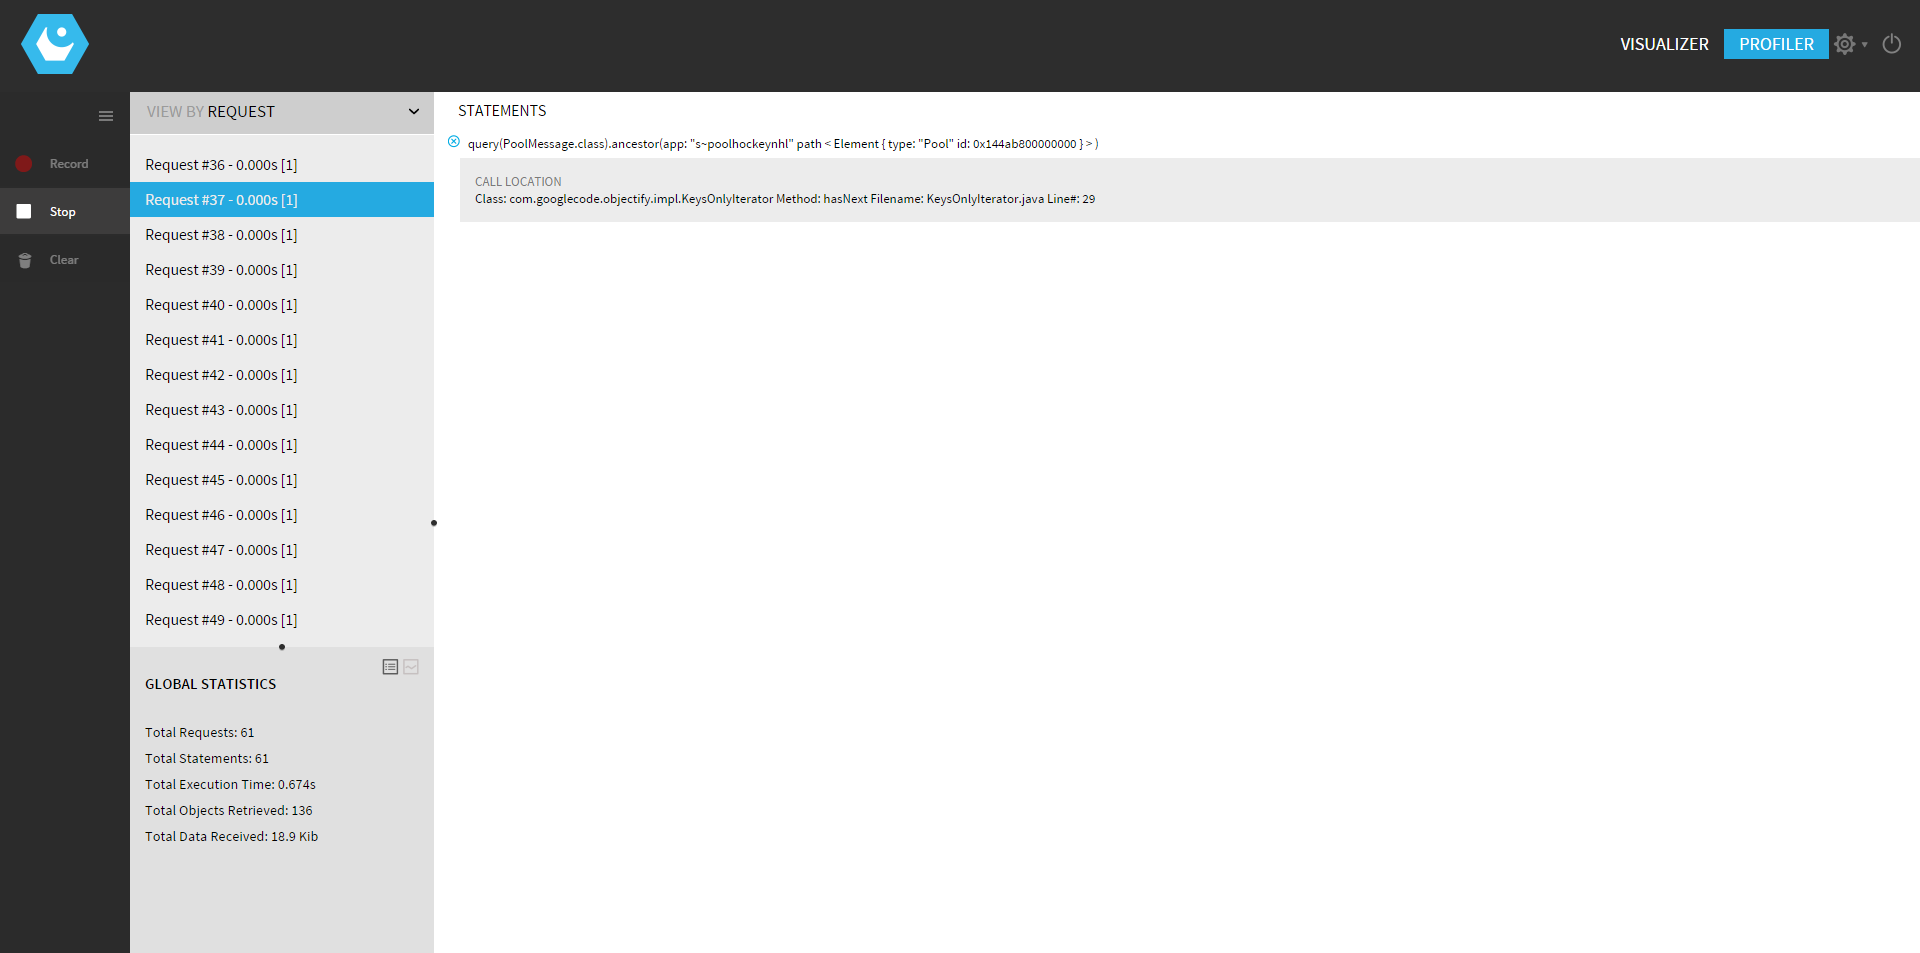 VISUALIZER
PROFILER
VIEW BY REQUEST
STATEMENTS
Record
Stop
Clear
Request #36 - 0.000s [1]
Request #37 - 0.000s [1]
Request #38 - 0.000s [1]
Request #39 - 0.000s [1]
Request #40 - 0.000s [1]
Request #41 - 0.000s [1]
Request #42 - 0.000s [1]
Request #43 - 0.000s [1]
Request #44 - 0.000s [1]
Request #45 - 0.000s [1]
Request #46 - 0.000s [1]
Request #47 - 0.000s [1]
Request #48 - 0.000s [1]
Request #49 - 0.000s [1]
query(PoolMessage.class).ancestor(app: "s~poolhockeynhl" path < Element { type: "Pool" id: 0x144ab800000000 } > )
CALL LOCATION
Class: com.googlecode.objectify.impl.KeysOnlyIterator Method: hasNext Filename: KeysOnlyIterator.java Line#: 29
GLOBAL STATISTICS
Total Requests: 61
Total Statements: 61
Total Execution Time: 0.674s
Total Objects Retrieved: 136
Total Data Received: 18.9 Kib